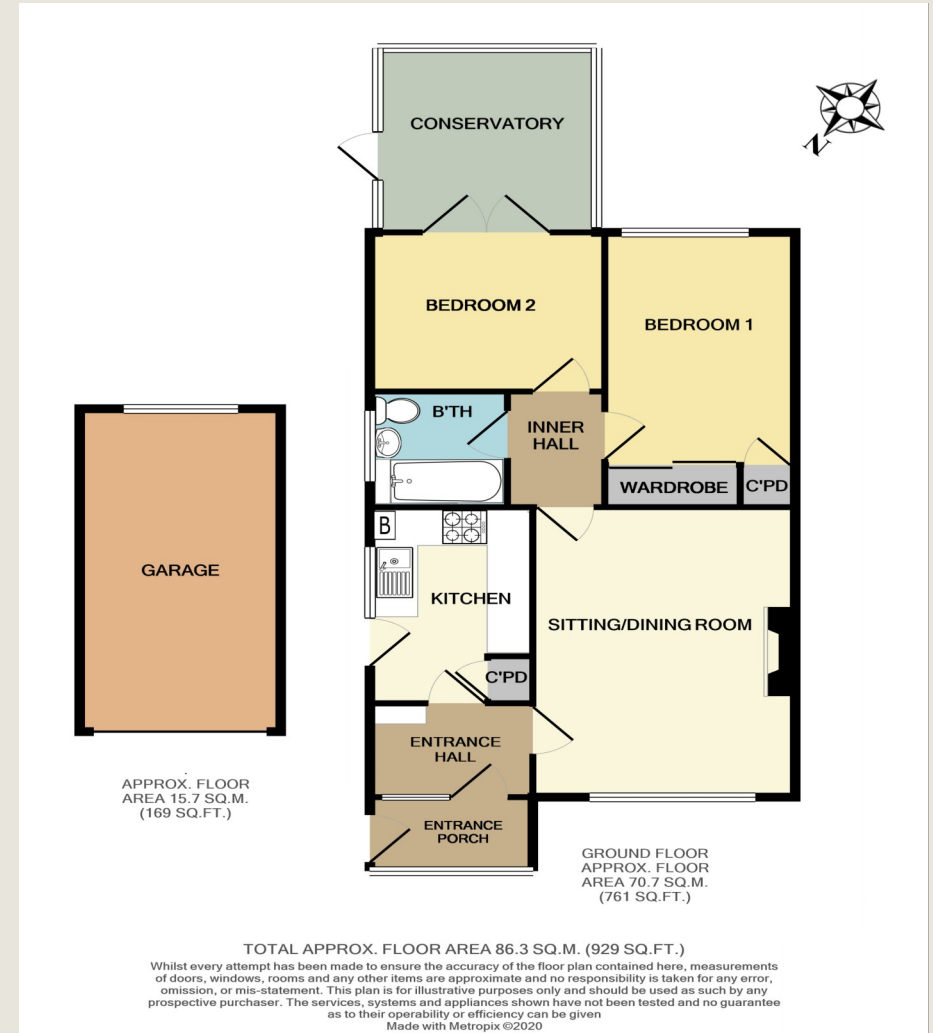 CONSERVATORY
N
BEDROOM 2
BEDROOM 1
B'TH
INNER
HALL
WARDROBE
C'PD
B
KITCHEN
GARAGE
SITTING/DINING ROOM
C'PD
ENTRANCE
HALL
ENTRANCE
PORCH
APPROX. FLOOR
AREA 15.7 SQ.M.
(169 SQ.FT.)
GROUND FLOOR
APPROX. FLOOR
AREA 70.7 SQ.M.
(761 SQ.FT.)
TOTAL APPROX. FLOOR AREA 86.3 SQ.M. (929 SQ.FT.)
Whilst every attempt has been made to ensure the accuracy of the floor plan contained here, measurements
of doors, windows, rooms and any other items are approximate and no responsibility is taken for any error,
omission, or mis-statement. This plan is for illustrative purposes only and should be used as such by any
prospective purchaser. The services, systems and appliances shown have not been tested and no guarantee
as to their operability or efficiency can be given
Made with Metropix ©2020